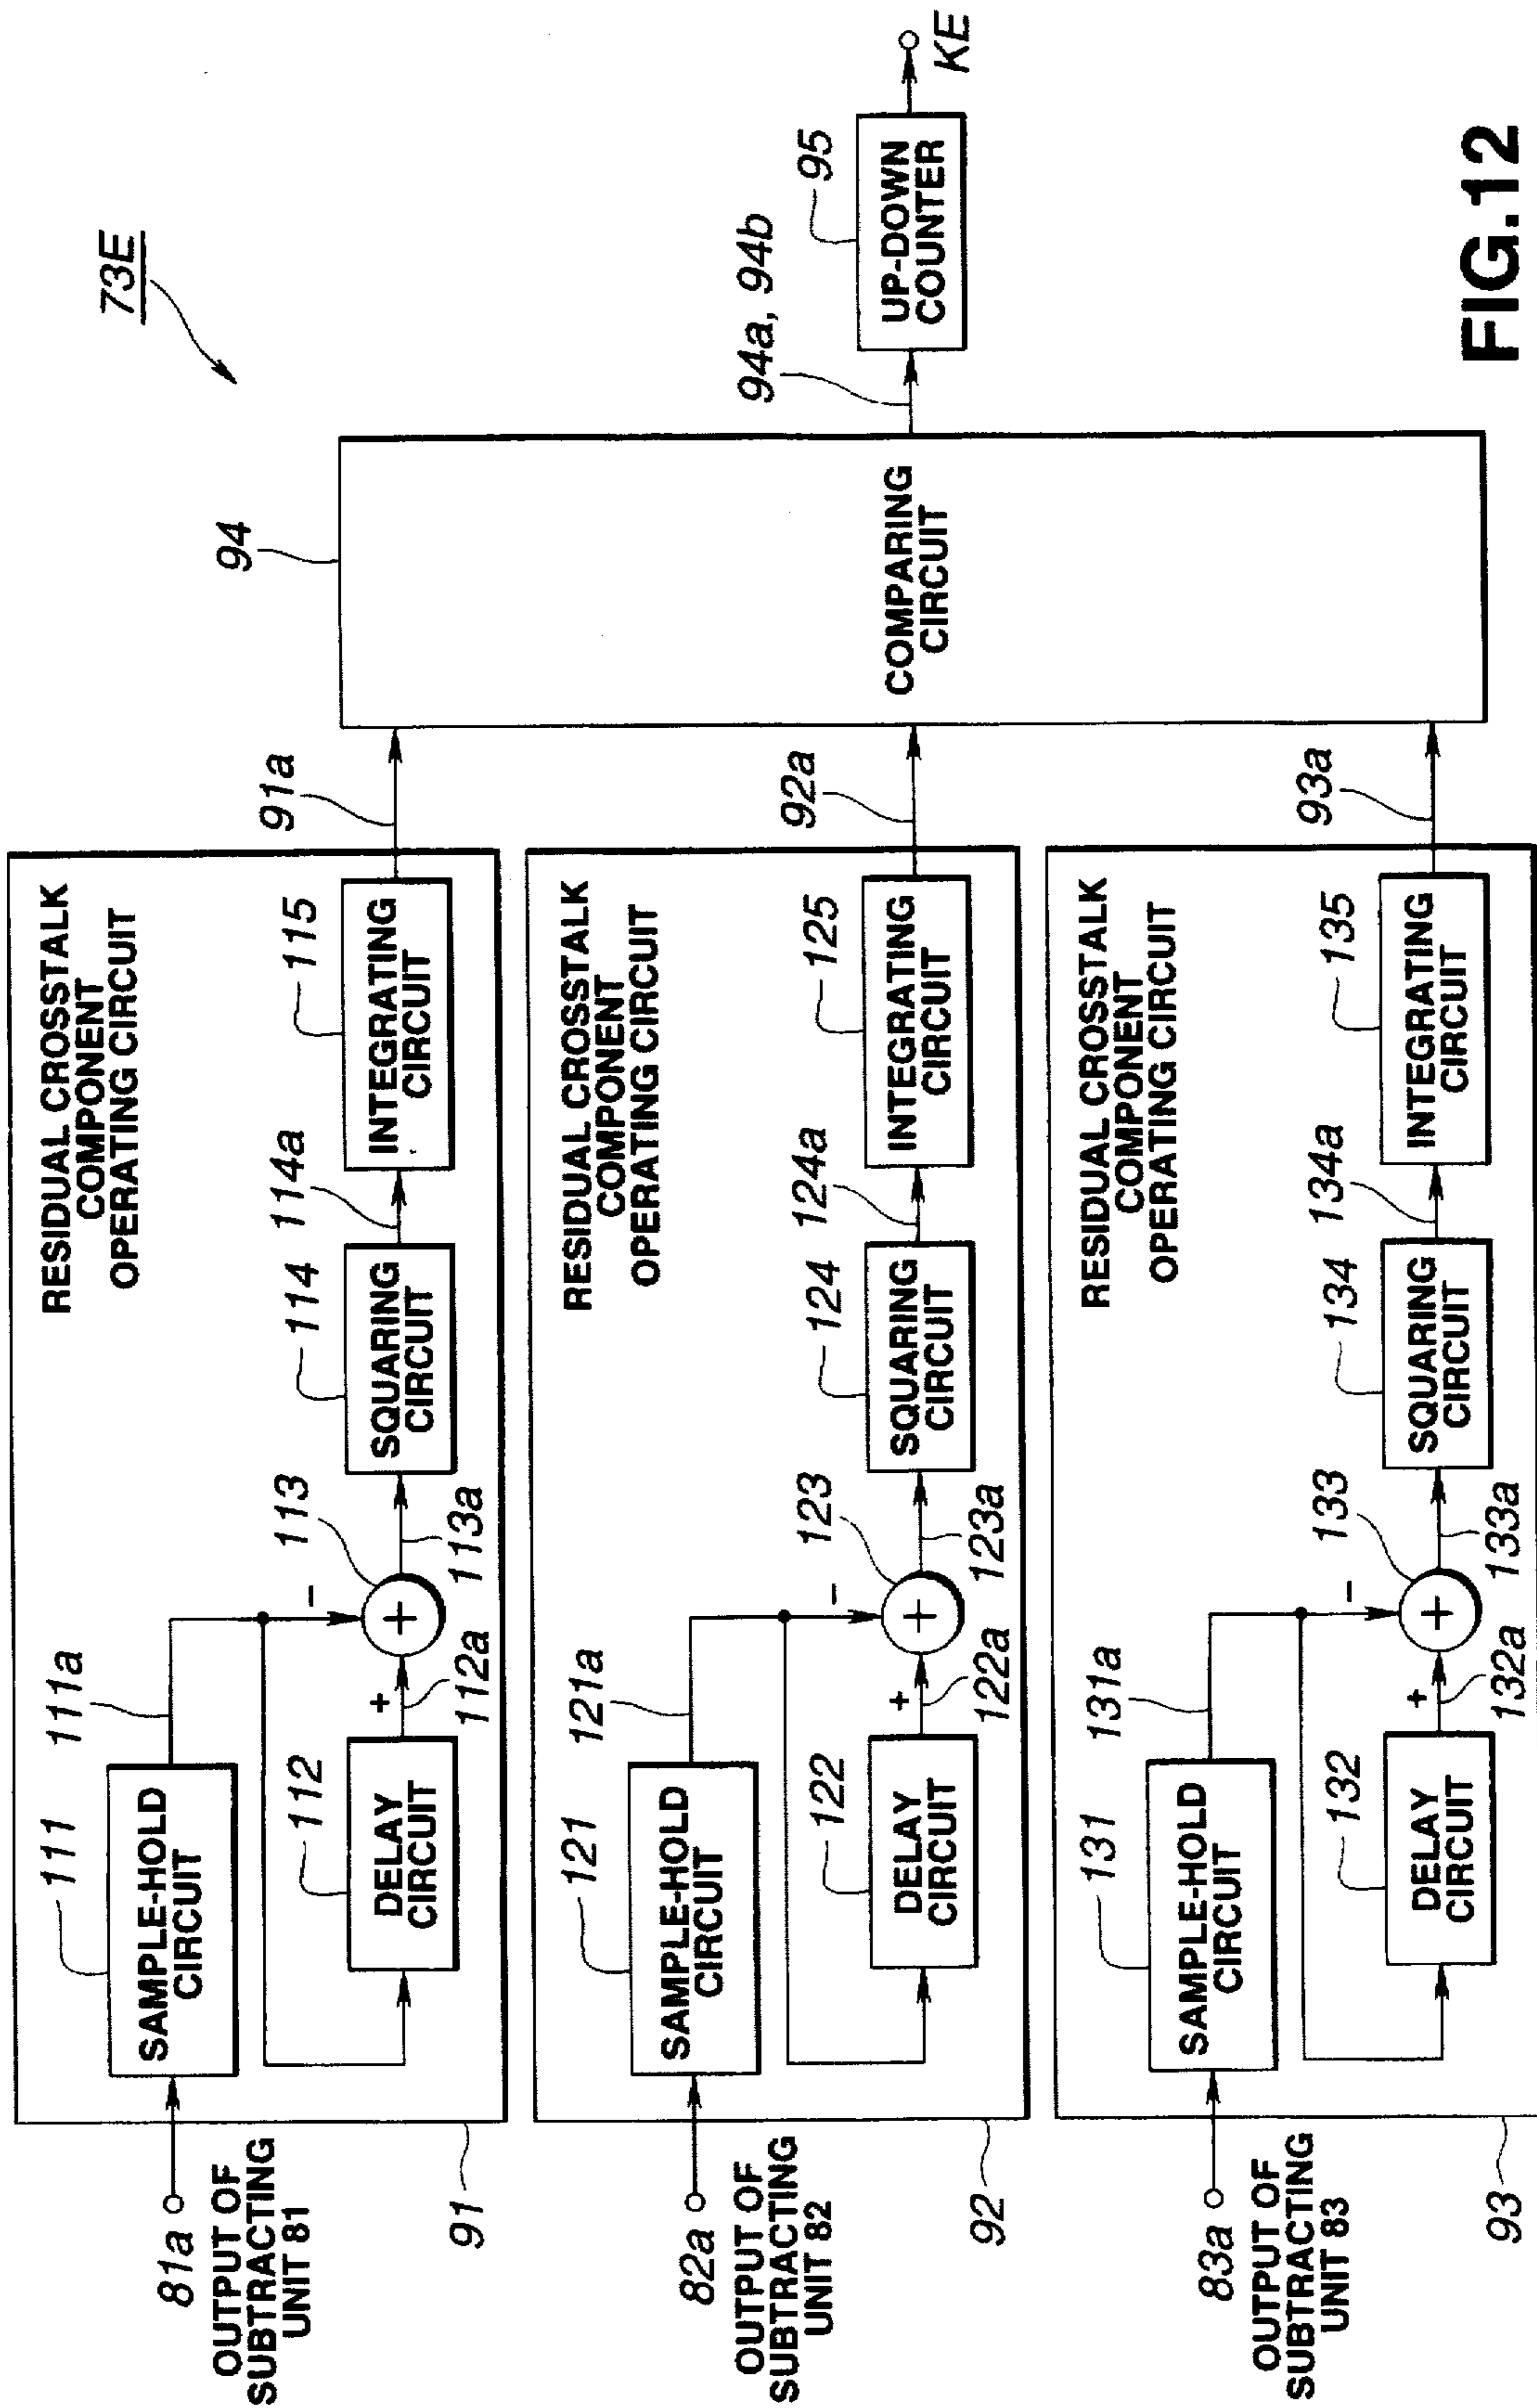 73E
RESIDUAL CROSSTALK
COMPONENT
OPERATING CIRCUIT
81a
OUTPUT OF
SUBTRACTING
UNIT 81
91
111
SAMPLE-HOLD
CIRCUIT
111a
112
DELAY
CIRCUIT
112a
+
−
+
113
113a
114
SQUARING
CIRCUIT
114a
115
INTEGRATING
CIRCUIT
91a
RESIDUAL CROSSTALK
COMPONENT
OPERATING CIRCUIT
82a
OUTPUT OF
SUBTRACTING
UNIT 82
92
121
SAMPLE-HOLD
CIRCUIT
121a
122
DELAY
CIRCUIT
122a
+
−
+
123
123a
124
SQUARING
CIRCUIT
124a
125
INTEGRATING
CIRCUIT
92a
RESIDUAL CROSSTALK
COMPONENT
OPERATING CIRCUIT
83a
OUTPUT OF
SUBTRACTING
UNIT 83
93
131
SAMPLE-HOLD
CIRCUIT
131a
132
DELAY
CIRCUIT
132a
+
−
+
133
133a
134
SQUARING
CIRCUIT
134a
135
INTEGRATING
CIRCUIT
93a
94
COMPARING
CIRCUIT
94a, 94b
95
UP-DOWN
COUNTER
KE
FIG.12